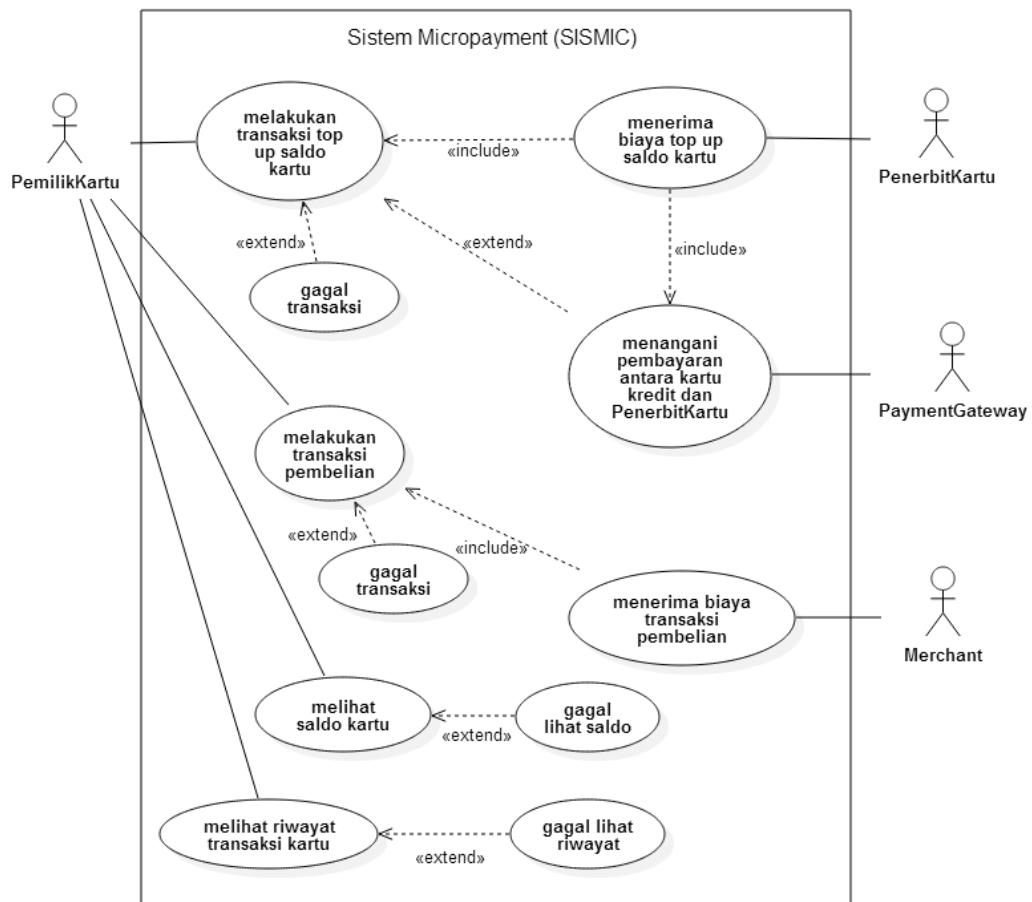 Sistem Micropayment (SISMIC)
PemilikKartu
melakukan
transaksi top
up saldo
kartu
«include»
menerima
biaya top up
saldo kartu
PenerbitKartu
«extend»
«extend»
«include»
gagal
transaksi
menangani
pembayaran
antara kartu
kredit dan
PenerbitKartu
PaymentGateway
melakukan
transaksi
pembelian
«extend»
«include»
gagal
transaksi
menerima biaya
transaksi
pembelian
Merchant
melihat
saldo kartu
«extend»
gagal
lihat saldo
melihat riwayat
transaksi kartu
«extend»
gagal lihat
riwayat